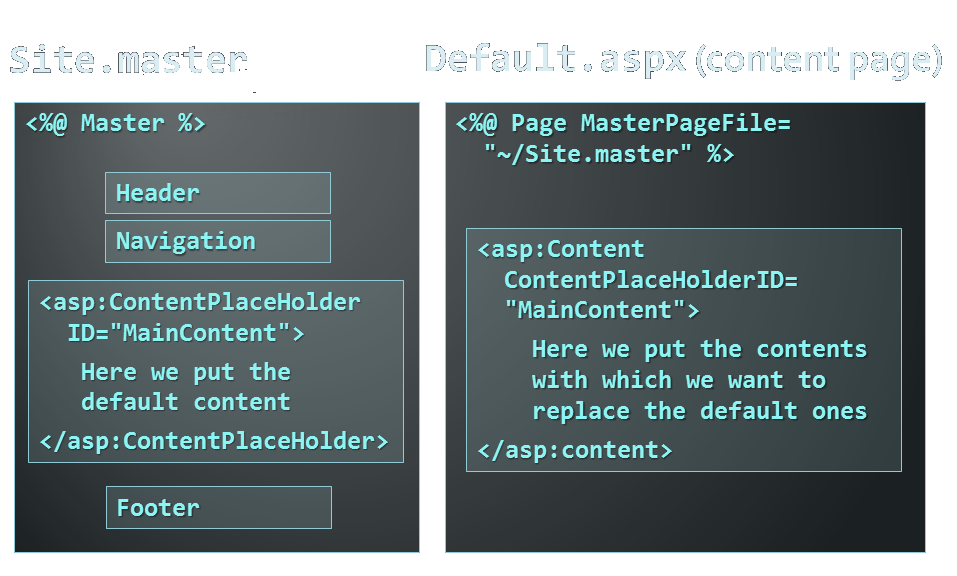 Site.master
<%@ Master %>
Header
Navigation
<asp:ContentPlaceHolder
ID="MainContent">
Here we put the
default content
</asp:ContentPlaceHolder>
Footer
Default.aspx (content page)
<%@ Page MasterPageFile=
"~/Site.master" %>
<asp:Content
ContentPlaceHolderID=
"MainContent">
Here we put the contents
with which we want to
replace the default ones
</asp:content>